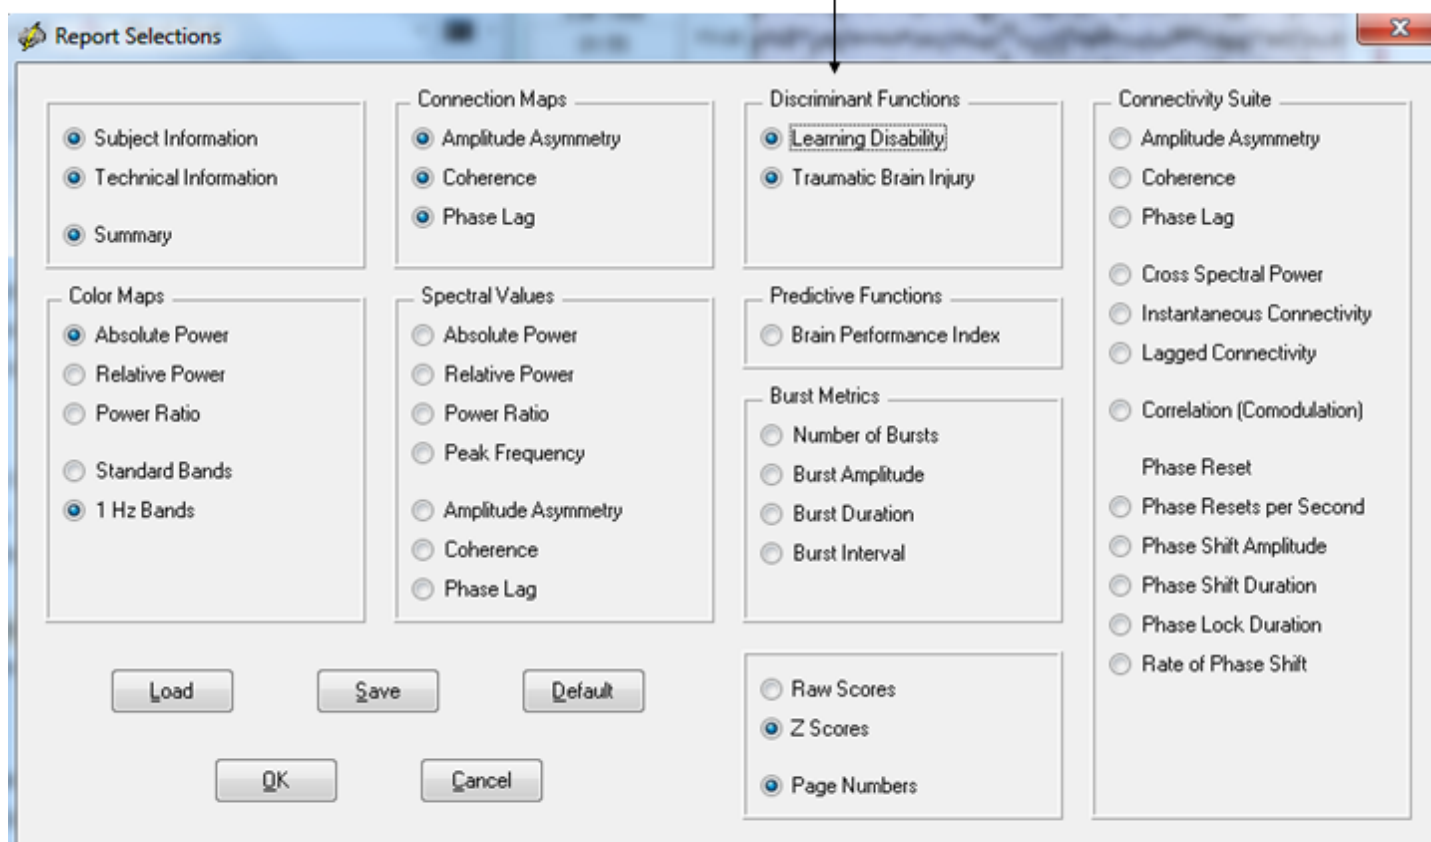 Report Selections
Subject Information
Technical Information
Summary
Connection Maps
Amplitude Asymmetry
Coherence
Phase Lag
Discriminant Functions
Learning Disability
Traumatic Brain Injury
Connectivity Suite
Amplitude Asymmetry
Coherence
Phase Lag
Cross Spectral Power
Instantaneous Connectivity
Lagged Connectivity
Correlation (Comodulation)
Phase Reset
Phase Resets per Second
Phase Shift Amplitude
Phase Shift Duration
Phase Lock Duration
Rate of Phase Shift
Color Maps
Absolute Power
Relative Power
Power Ratio
Standard Bands
1 Hz Bands
Spectral Values
Absolute Power
Relative Power
Power Ratio
Peak Frequency
Amplitude Asymmetry
Coherence
Phase Lag
Predictive Functions
Brain Performance Index
Burst Metrics
Number of Bursts
Burst Amplitude
Burst Duration
Burst Interval
Raw Scores
Z Scores
Page Numbers
Load
Save
Default
OK
Cancel